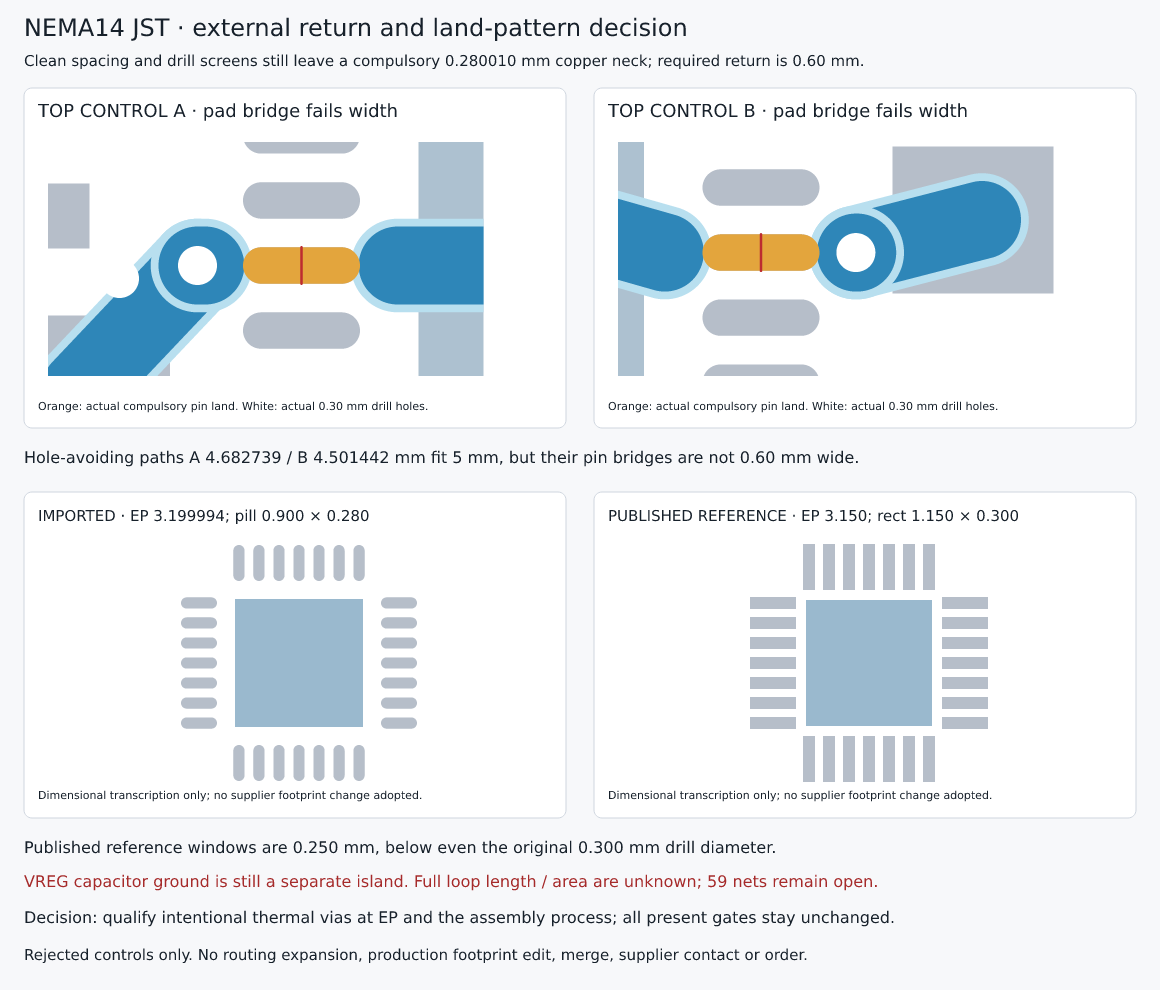 NEMA14 JST · external return and land-pattern decision
Clean spacing and drill screens still leave a compulsory 0.280010 mm copper neck; required return is 0.60 mm.
TOP CONTROL A · pad bridge fails width
Orange: actual compulsory pin land. White: actual 0.30 mm drill holes.
TOP CONTROL B · pad bridge fails width
Orange: actual compulsory pin land. White: actual 0.30 mm drill holes.
Hole-avoiding paths A 4.682739 / B 4.501442 mm fit 5 mm, but their pin bridges are not 0.60 mm wide.
IMPORTED · EP 3.199994; pill 0.900 × 0.280
Dimensional transcription only; no supplier footprint change adopted.
PUBLISHED REFERENCE · EP 3.150; rect 1.150 × 0.300
Dimensional transcription only; no supplier footprint change adopted.
Published reference windows are 0.250 mm, below even the original 0.300 mm drill diameter.
VREG capacitor ground is still a separate island. Full loop length / area are unknown; 59 nets remain open.
Decision: qualify intentional thermal vias at EP and the assembly process; all present gates stay unchanged.
Rejected controls only. No routing expansion, production footprint edit, merge, supplier contact or order.